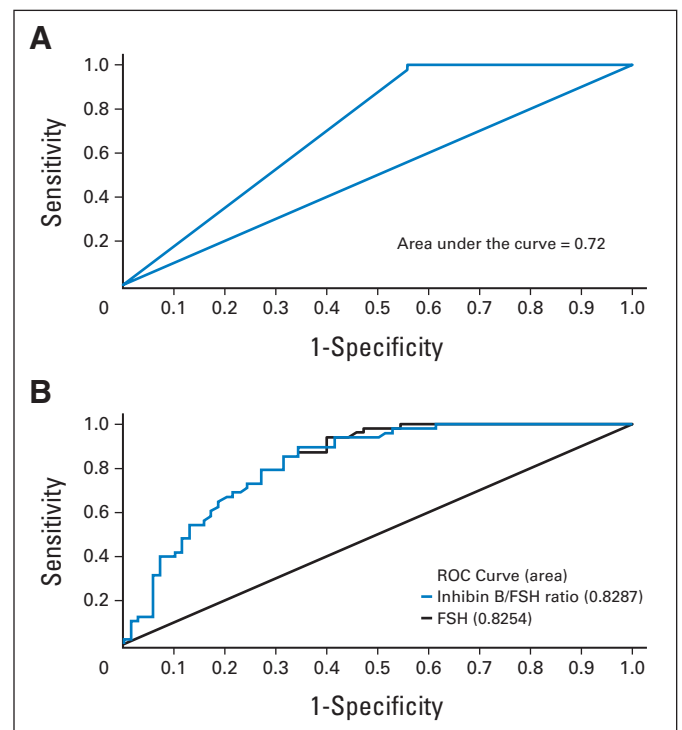 A
1.0
0.8
0.6
0.4
0.2
Sensitivity
Area under the curve = 0.72
0 0.1 0.2 0.3 0.4 0.5 0.6 0.7 0.8 0.9 1.0
1-Specificity
B
1.0
0.8
0.6
0.4
0.2
Sensitivity
ROC Curve (area)
Inhibin B/FSH ratio (0.8287)
FSH (0.8254)
0 0.1 0.2 0.3 0.4 0.5 0.6 0.7 0.8 0.9 1.0
1-Specificity